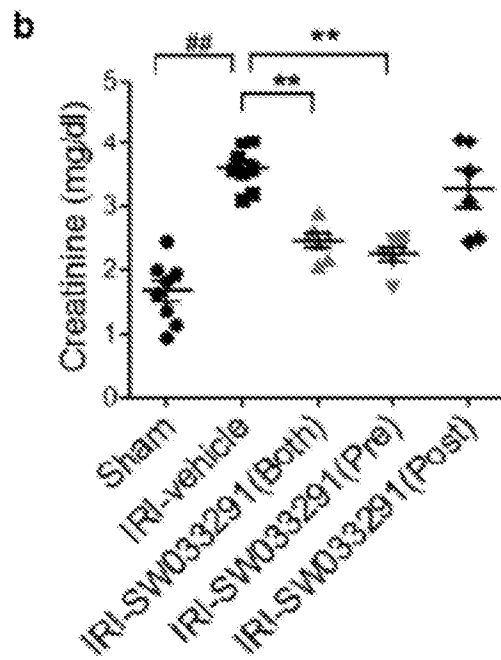 b
##
**
**
5
4
3
2
1
0
Creatinine (mg/dl)
Sham
IRI-vehicle
IRI-SW033291(Both)
IRI-SW033291(Pre)
IRI-SW033291(Post)